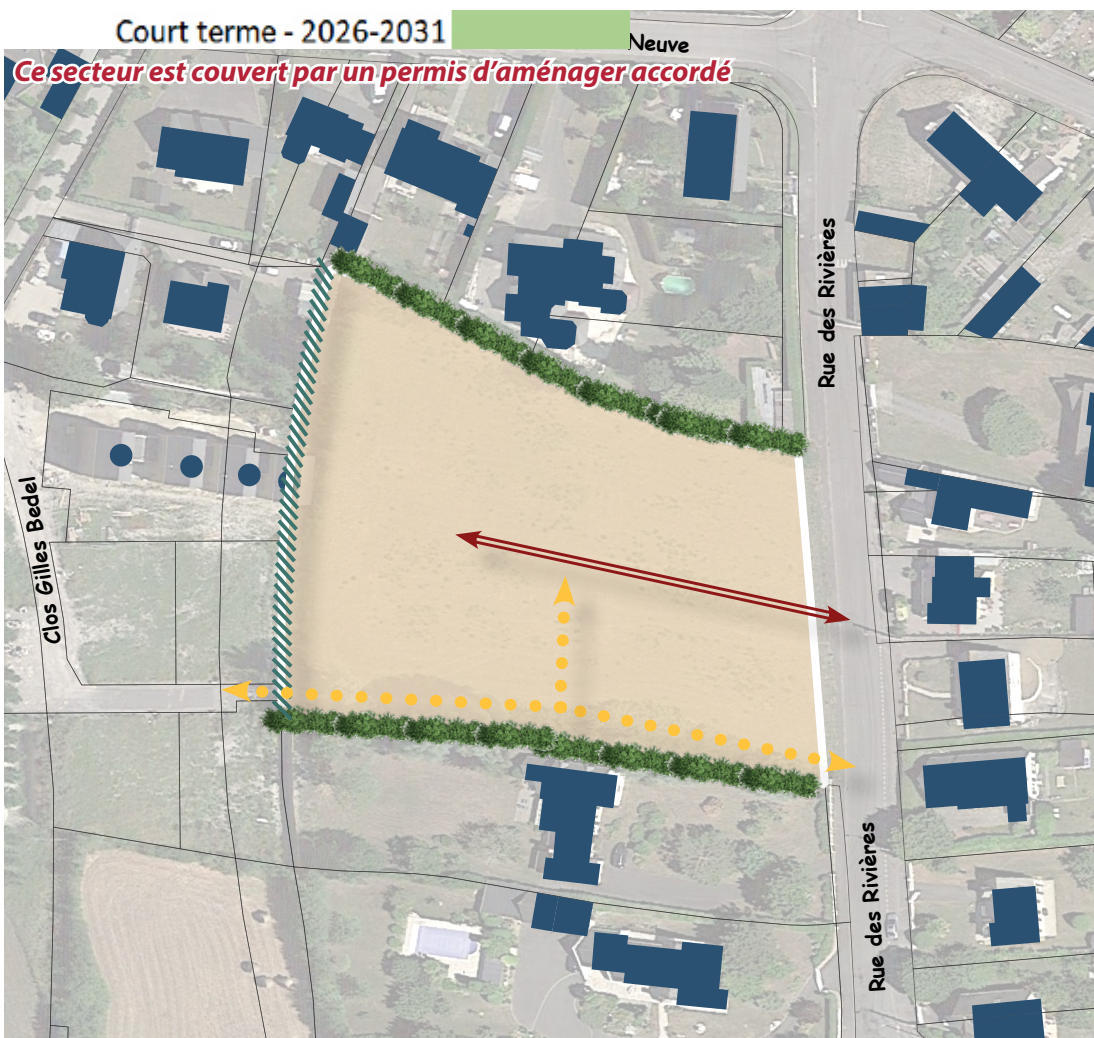 Court terme - 2026-2031
Neuve
Ce secteur est couvert par un permis d'aménager accordé
Rue des Rivières
Clos Gilles Bedel
Rue des Rivières